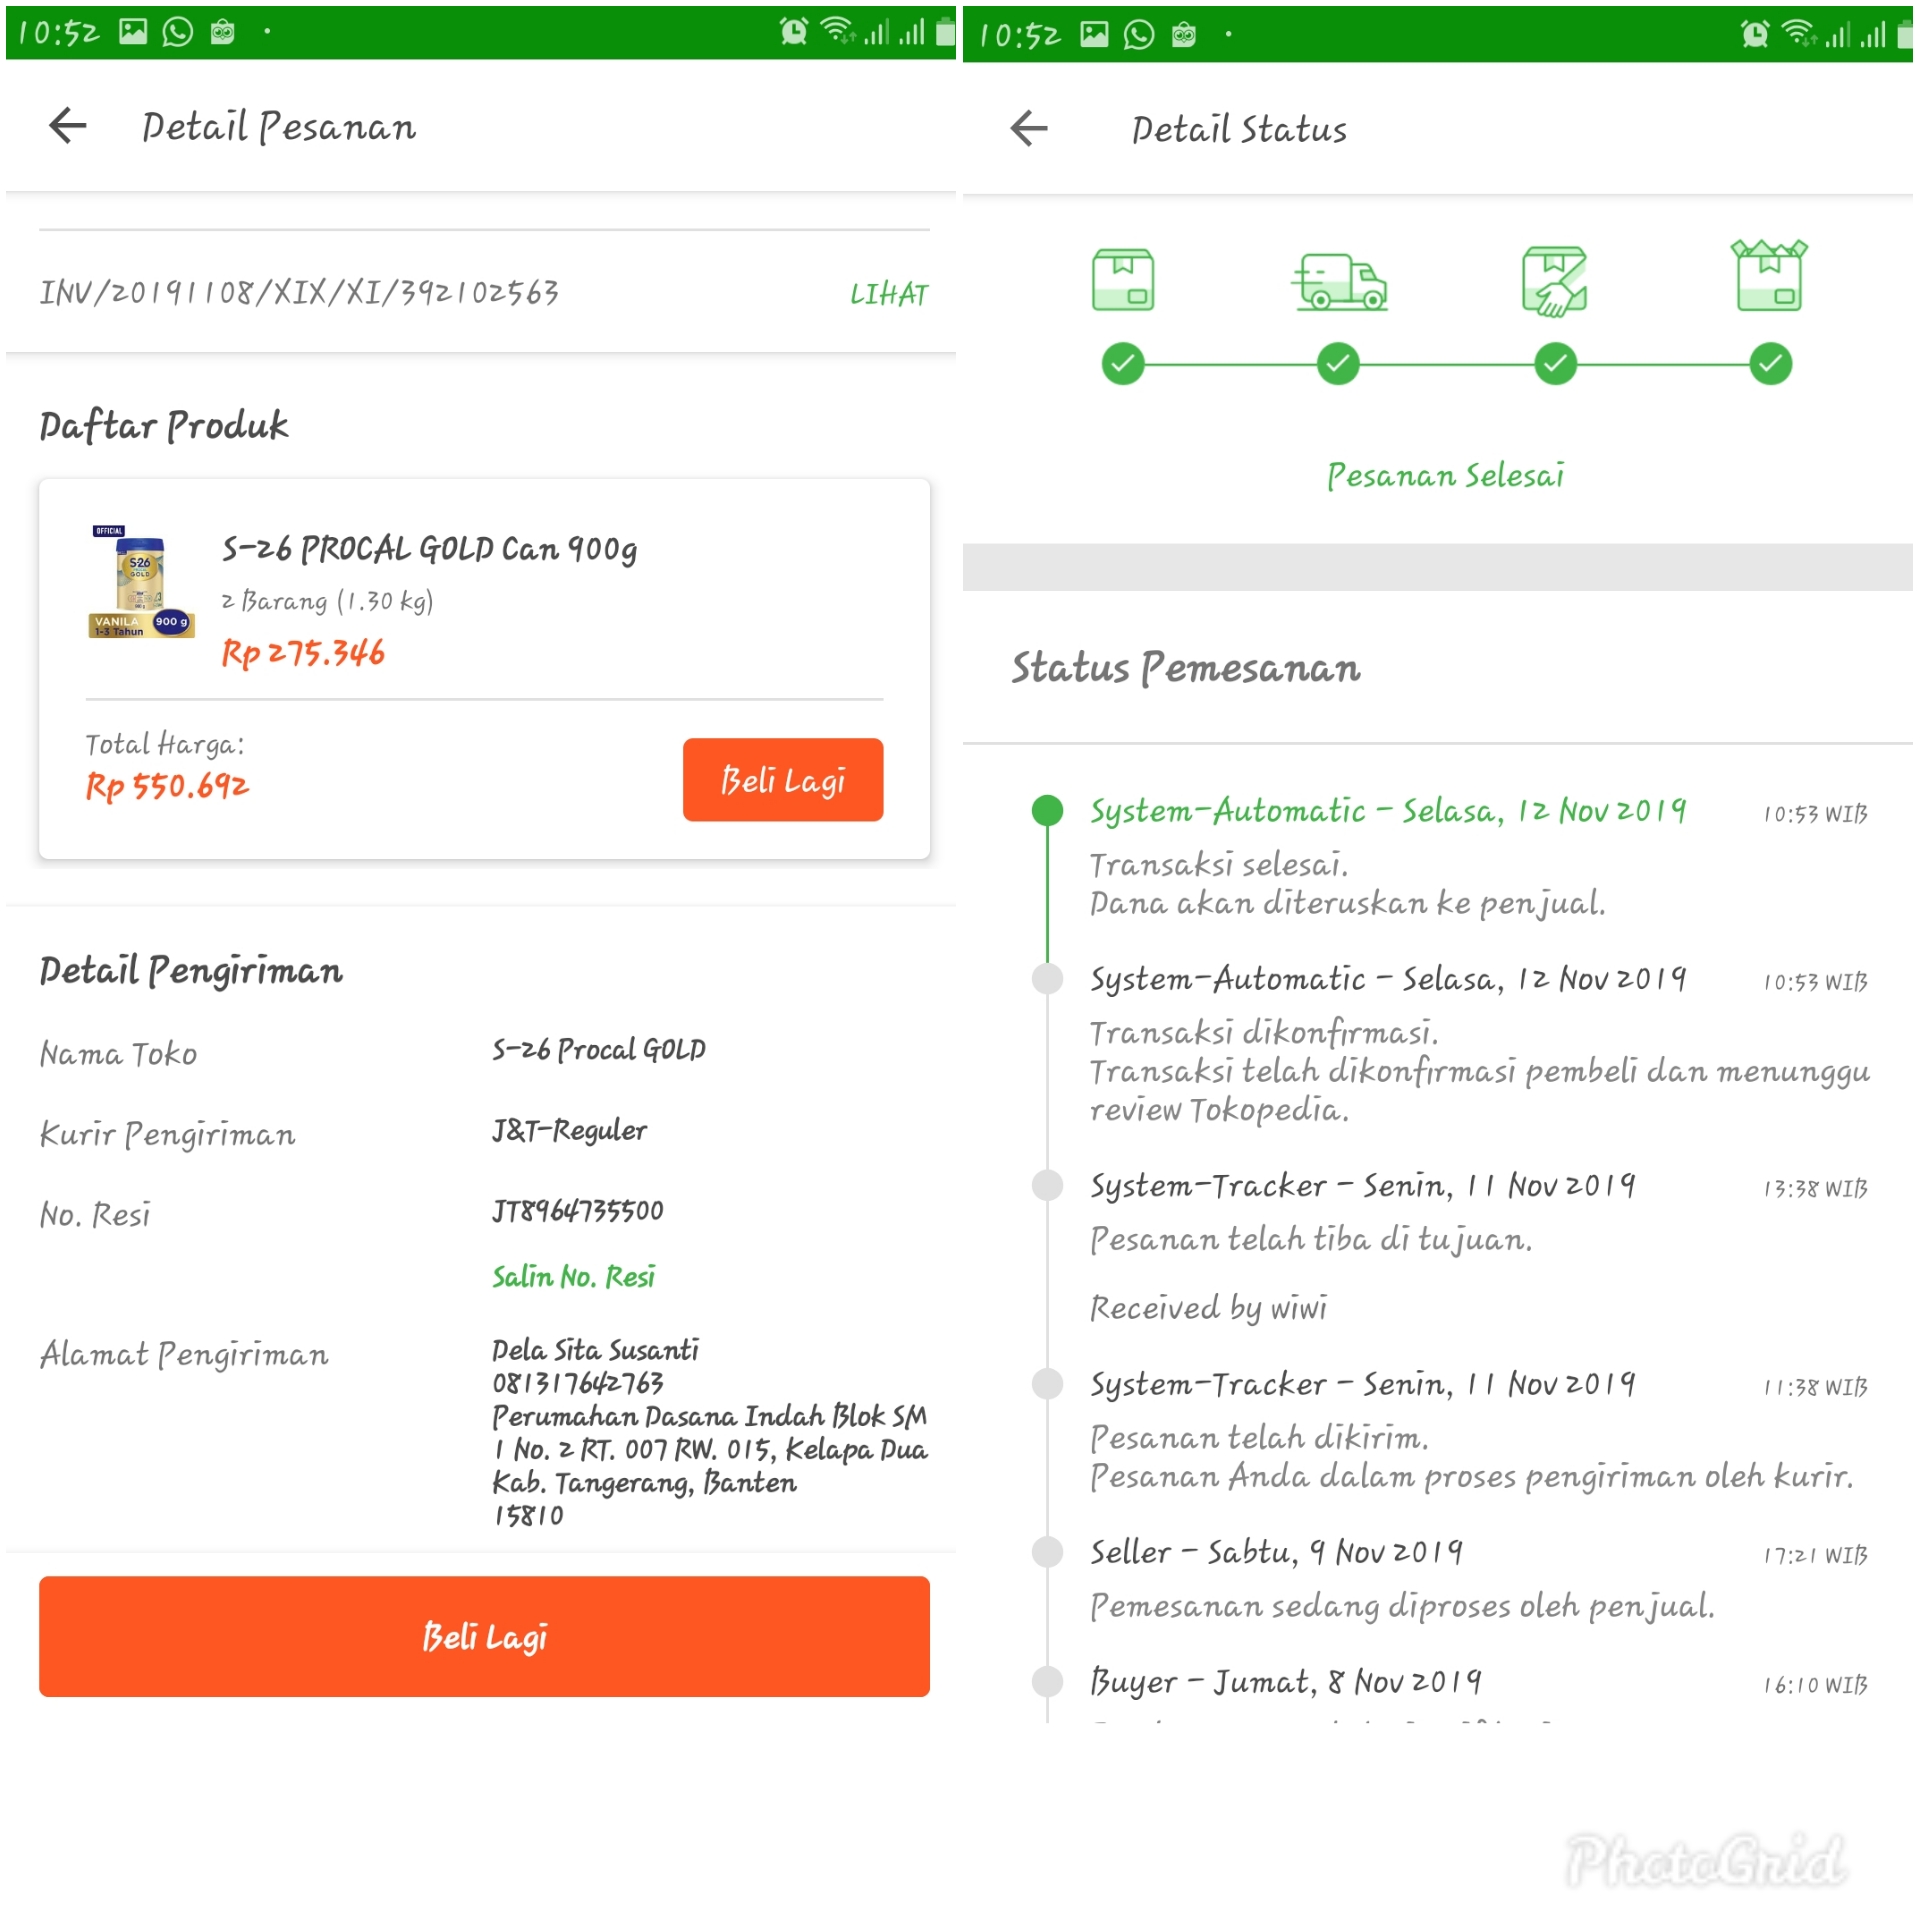 10:52
Detail Pesanan
INV/20191108/XIX/XI/392102563 LIHAT
Daftar Produk
OFFICIAL
S-26
GOLD
VANILA 900 g
1-3 Tahun
S-26 PROCAL GOLD Can 900g
2 Barang (1.30 kg)
Rp 275.346
Total Harga:
Rp 550.692
Beli Lagi
Detail Pengiriman
Nama Toko S-26 Procal GOLD
Kurir Pengiriman J&T-Reguler
No. Resi JT8964735500
Salin No. Resi
Alamat Pengiriman Dela Sita Susanti
081317642763
Perumahan Dasana Indah Blok SM
1 No. 2 RT. 007 RW. 015, Kelapa Dua
Kab. Tangerang, Banten
15810
Beli Lagi
10:52
Detail Status
Pesanan Selesai
Status Pemesanan
System-Automatic - Selasa, 12 Nov 2019 10:53 WIB
Transaksi selesai.
Dana akan diteruskan ke penjual.
System-Automatic - Selasa, 12 Nov 2019 10:53 WIB
Transaksi dikonfirmasi.
Transaksi telah dikonfirmasi pembeli dan menunggu
review Tokopedia.
System-Tracker - Senin, 11 Nov 2019 13:38 WIB
Pesanan telah tiba di tujuan.
Received by wiwi
System-Tracker - Senin, 11 Nov 2019 11:38 WIB
Pesanan telah dikirim.
Pesanan Anda dalam proses pengiriman oleh kurir.
Seller - Sabtu, 9 Nov 2019 17:21 WIB
Pemesanan sedang diproses oleh penjual.
Buyer - Jumat, 8 Nov 2019 16:10 WIB
PhotoGrid